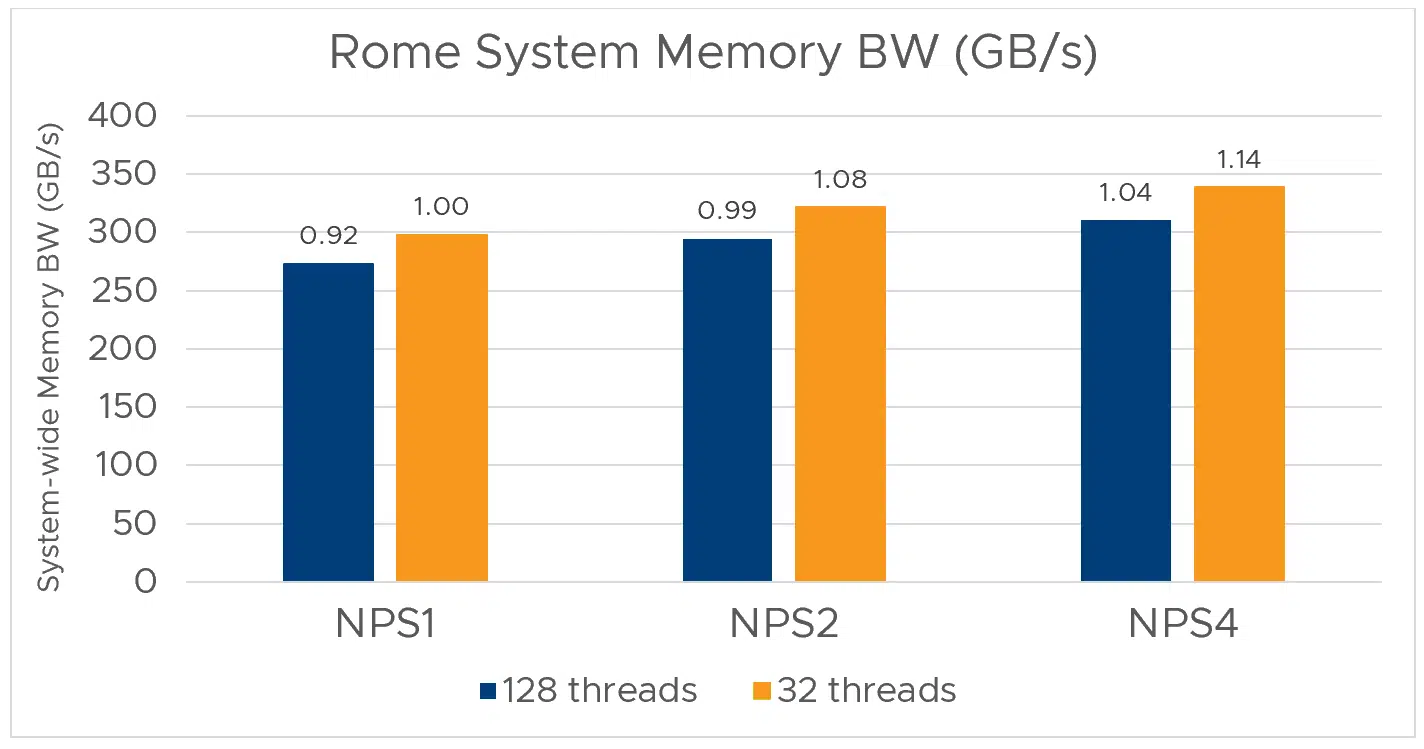 Rome System Memory BW (GB/s)
System-wide Memory BW (GB/s)
400
350
300
250
200
150
100
50
0
0.92
1.00
0.99
1.08
1.04
1.14
NPS1
NPS2
NPS4
128 threads
32 threads